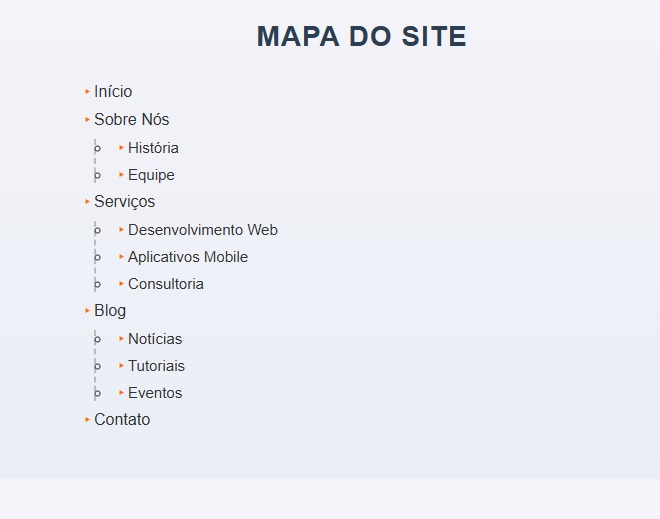 MAPA DO SITE
Início
Sobre Nós
História
Equipe
Serviços
Desenvolvimento Web
Aplicativos Mobile
Consultoria
Blog
Notícias
Tutoriais
Eventos
Contato